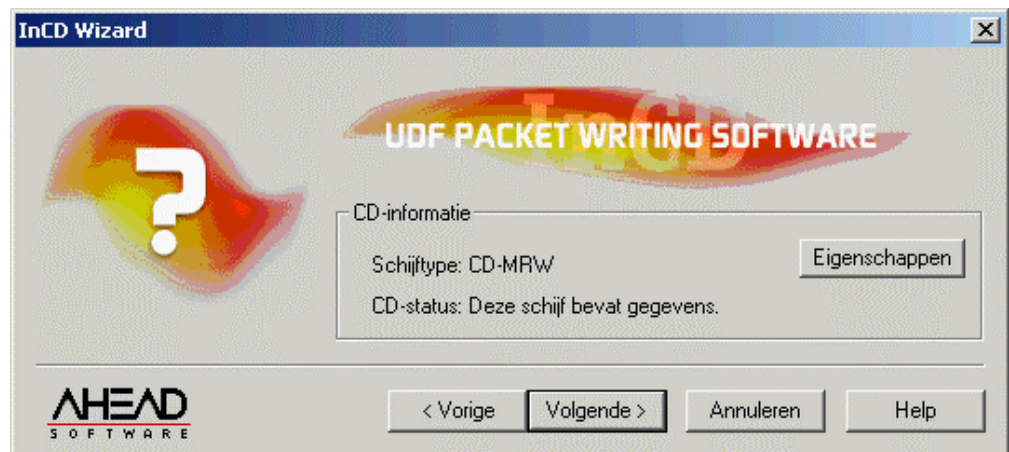 InCD Wizard
InCD
UDF PACKET WRITING SOFTWARE
?
CD-informatie
Schijftype: CD-MRW
Eigenschappen
CD-status: Deze schijf bevat gegevens.
AHEAD
SOFTWARE
< Vorige
Volgende >
Annuleren
Help